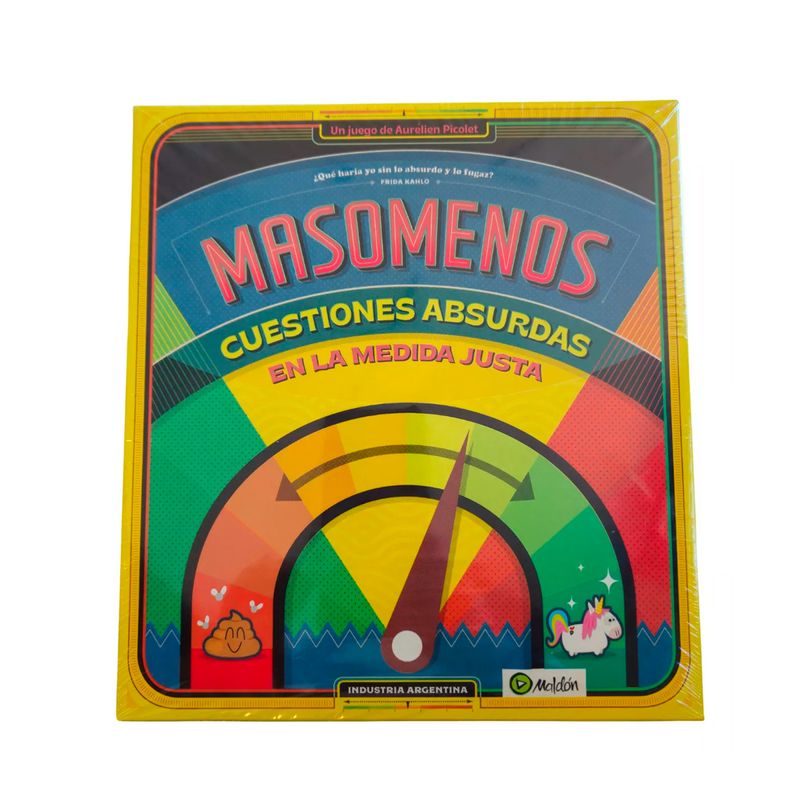 Un juego de Aurelien Picolet
¿Qué haría yo sin lo absurdo y lo fugaz?
FRIDA KAHLO
MASOMENOS
CUESTIONES ABSURDAS
EN LA MEDIDA JUSTA
INDUSTRIA ARGENTINA
Maldón